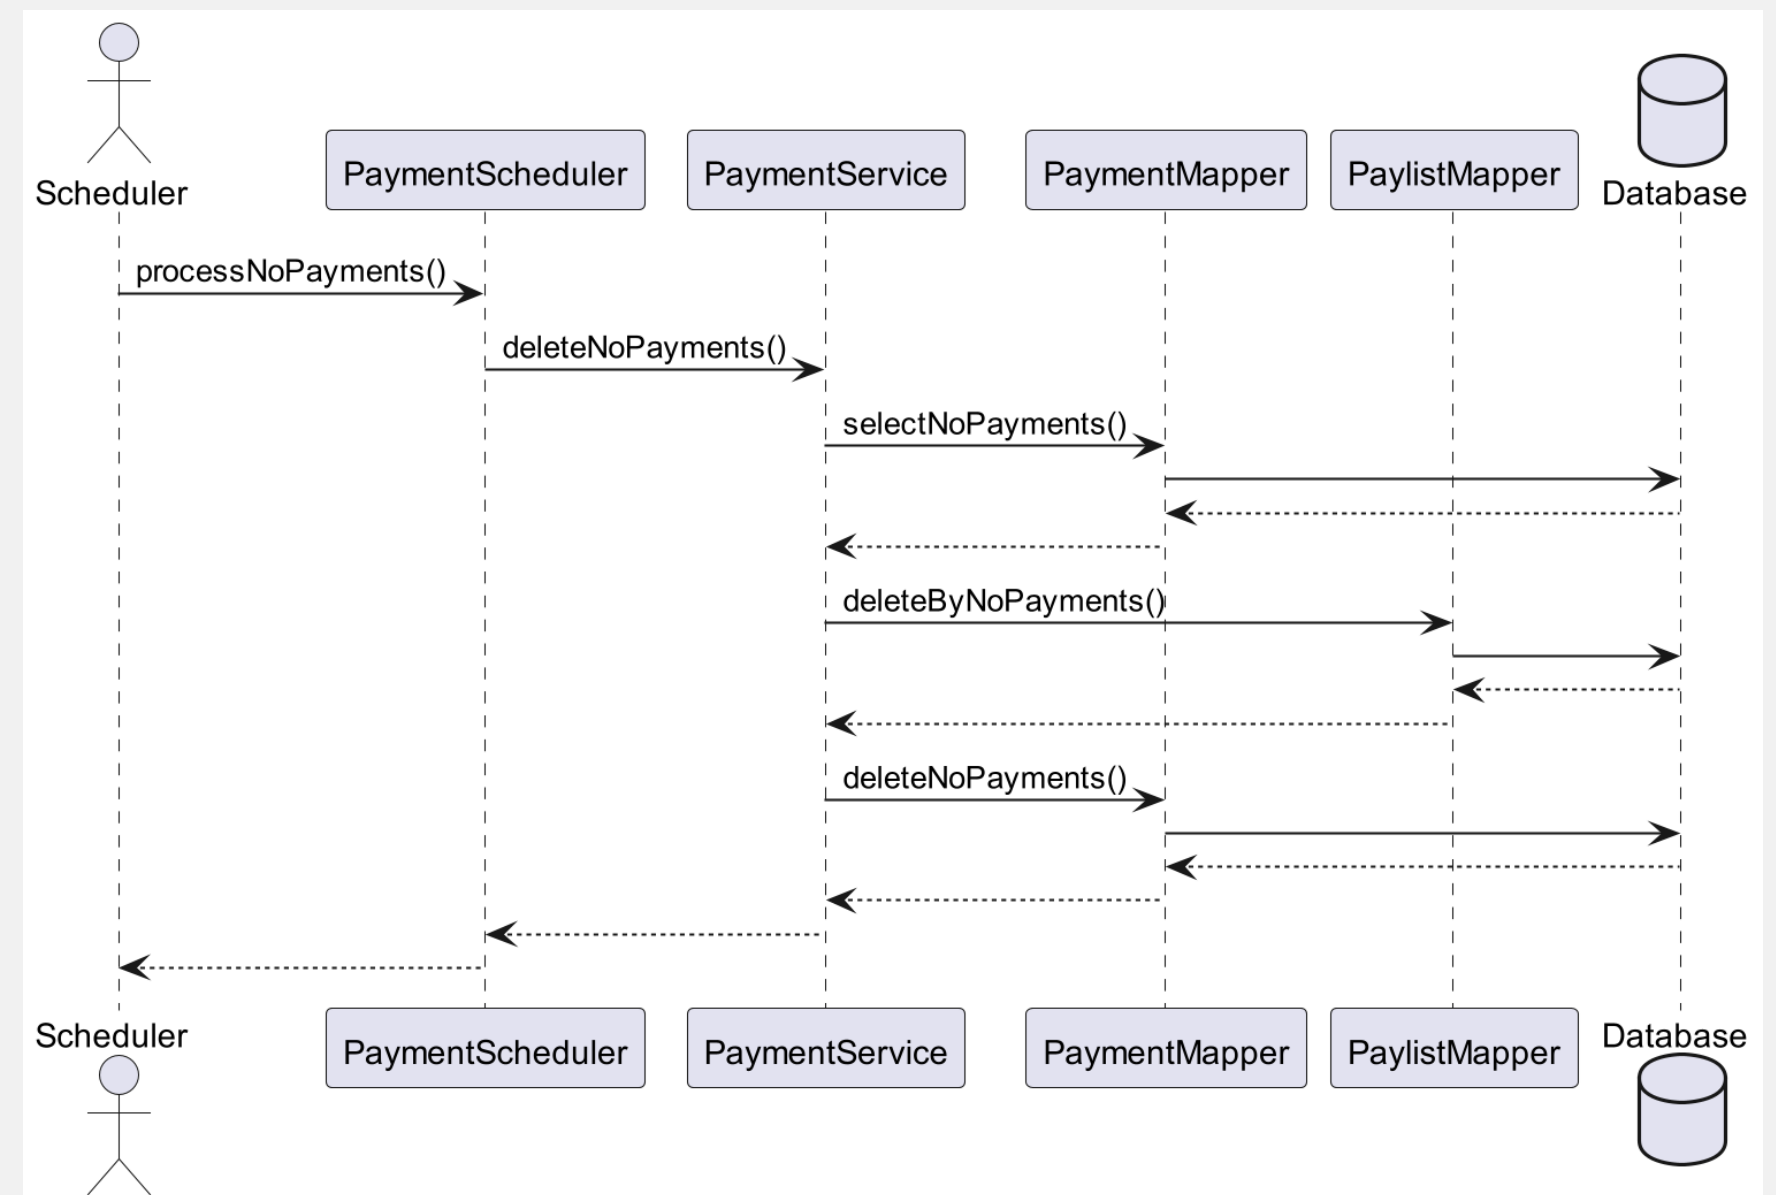 Scheduler
PaymentScheduler
PaymentService
PaymentMapper
PaylistMapper
Database
processNoPayments()
deleteNoPayments()
selectNoPayments()
deleteByNoPayments()
deleteNoPayments()
Scheduler
PaymentScheduler
PaymentService
PaymentMapper
PaylistMapper
Database